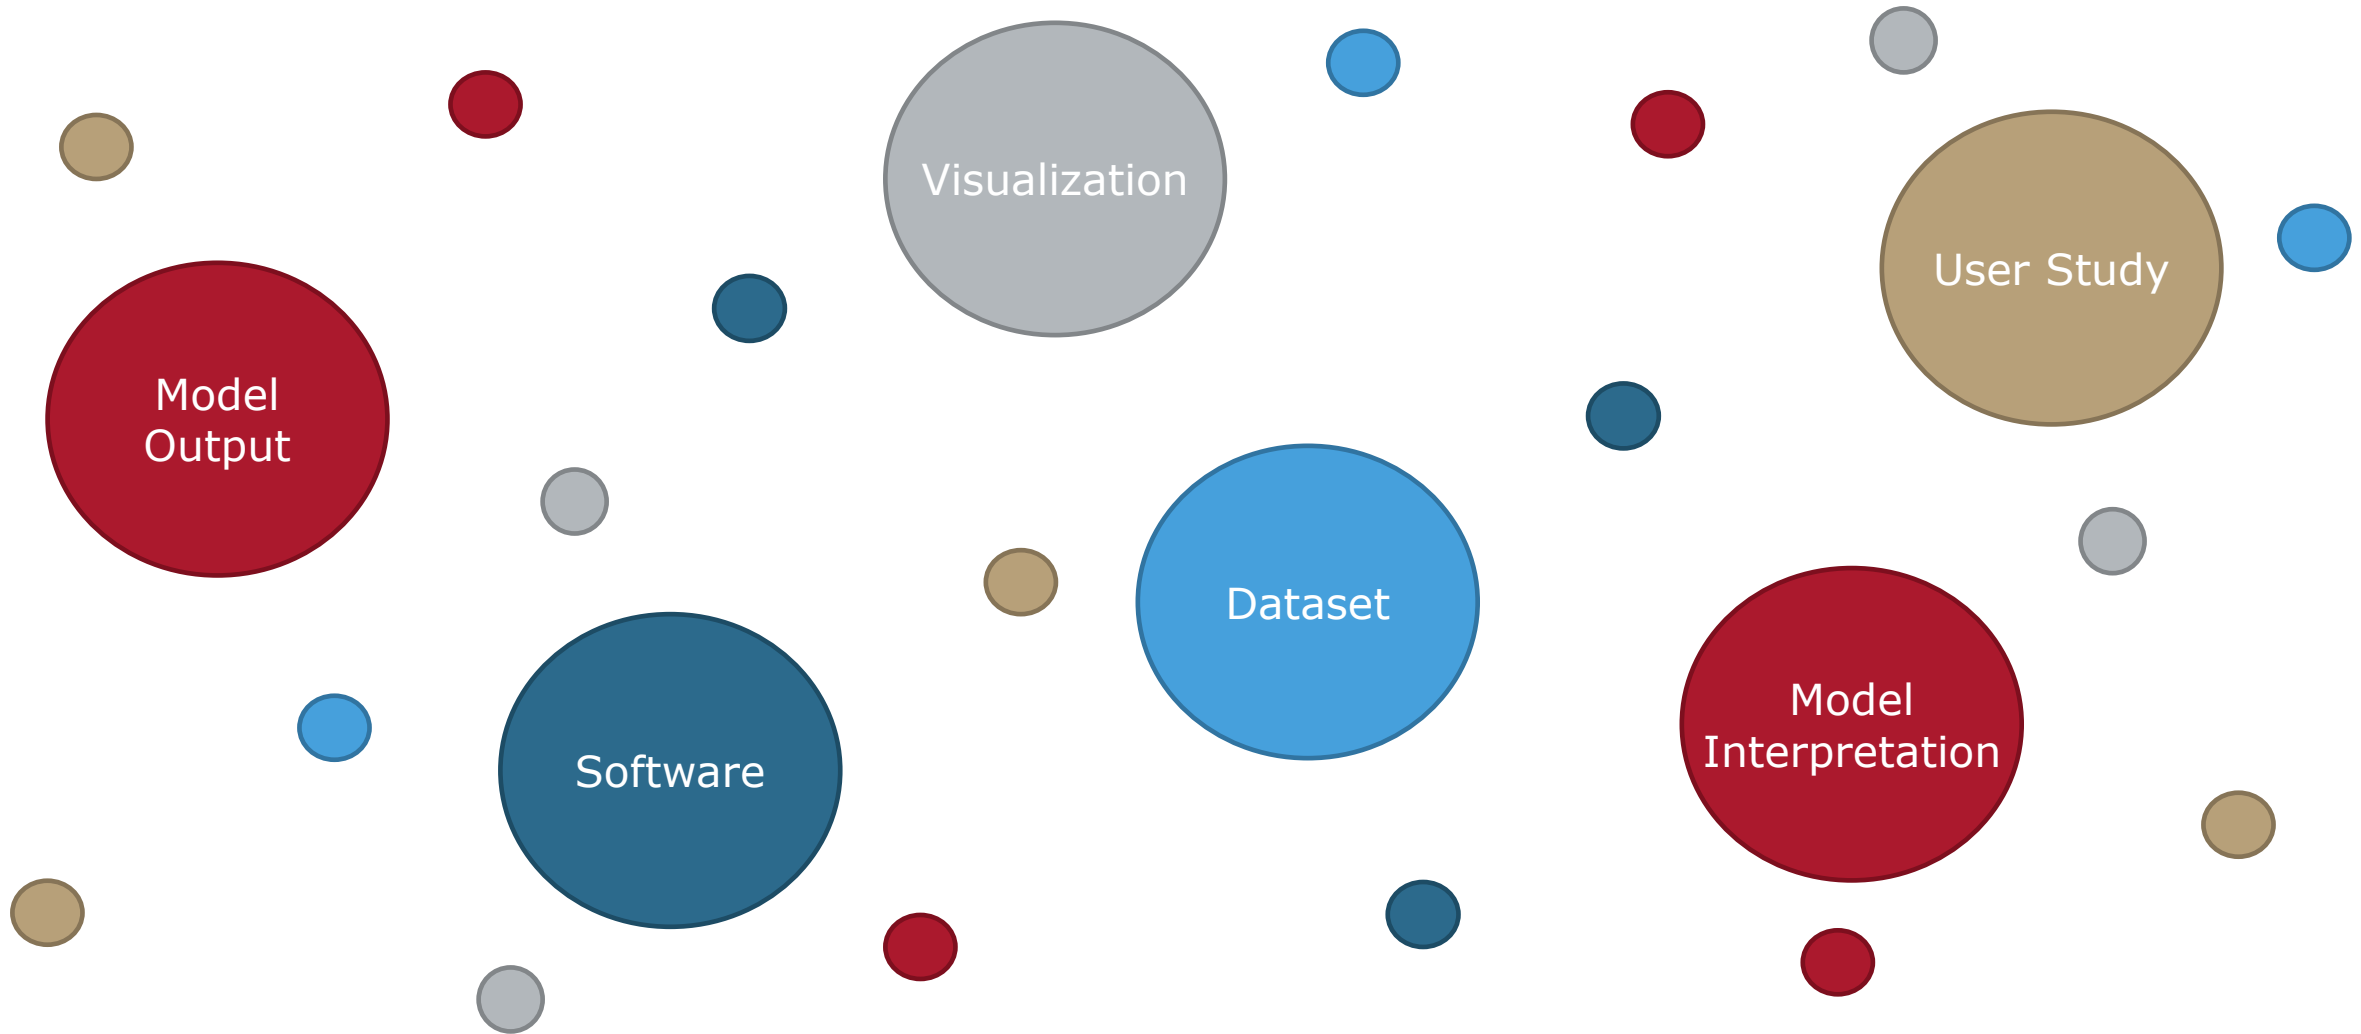 Visualization
User Study
Model
Output
Dataset
Model
Interpretation
Software